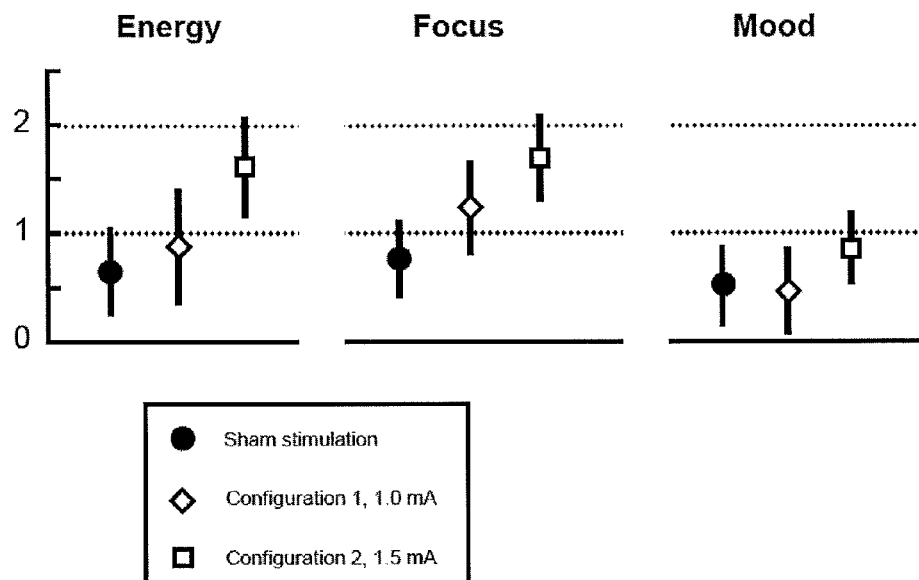 Energy Focus Mood
2
1
0
Sham stimulation
Configuration 1, 1.0 mA
Configuration 2, 1.5 mA